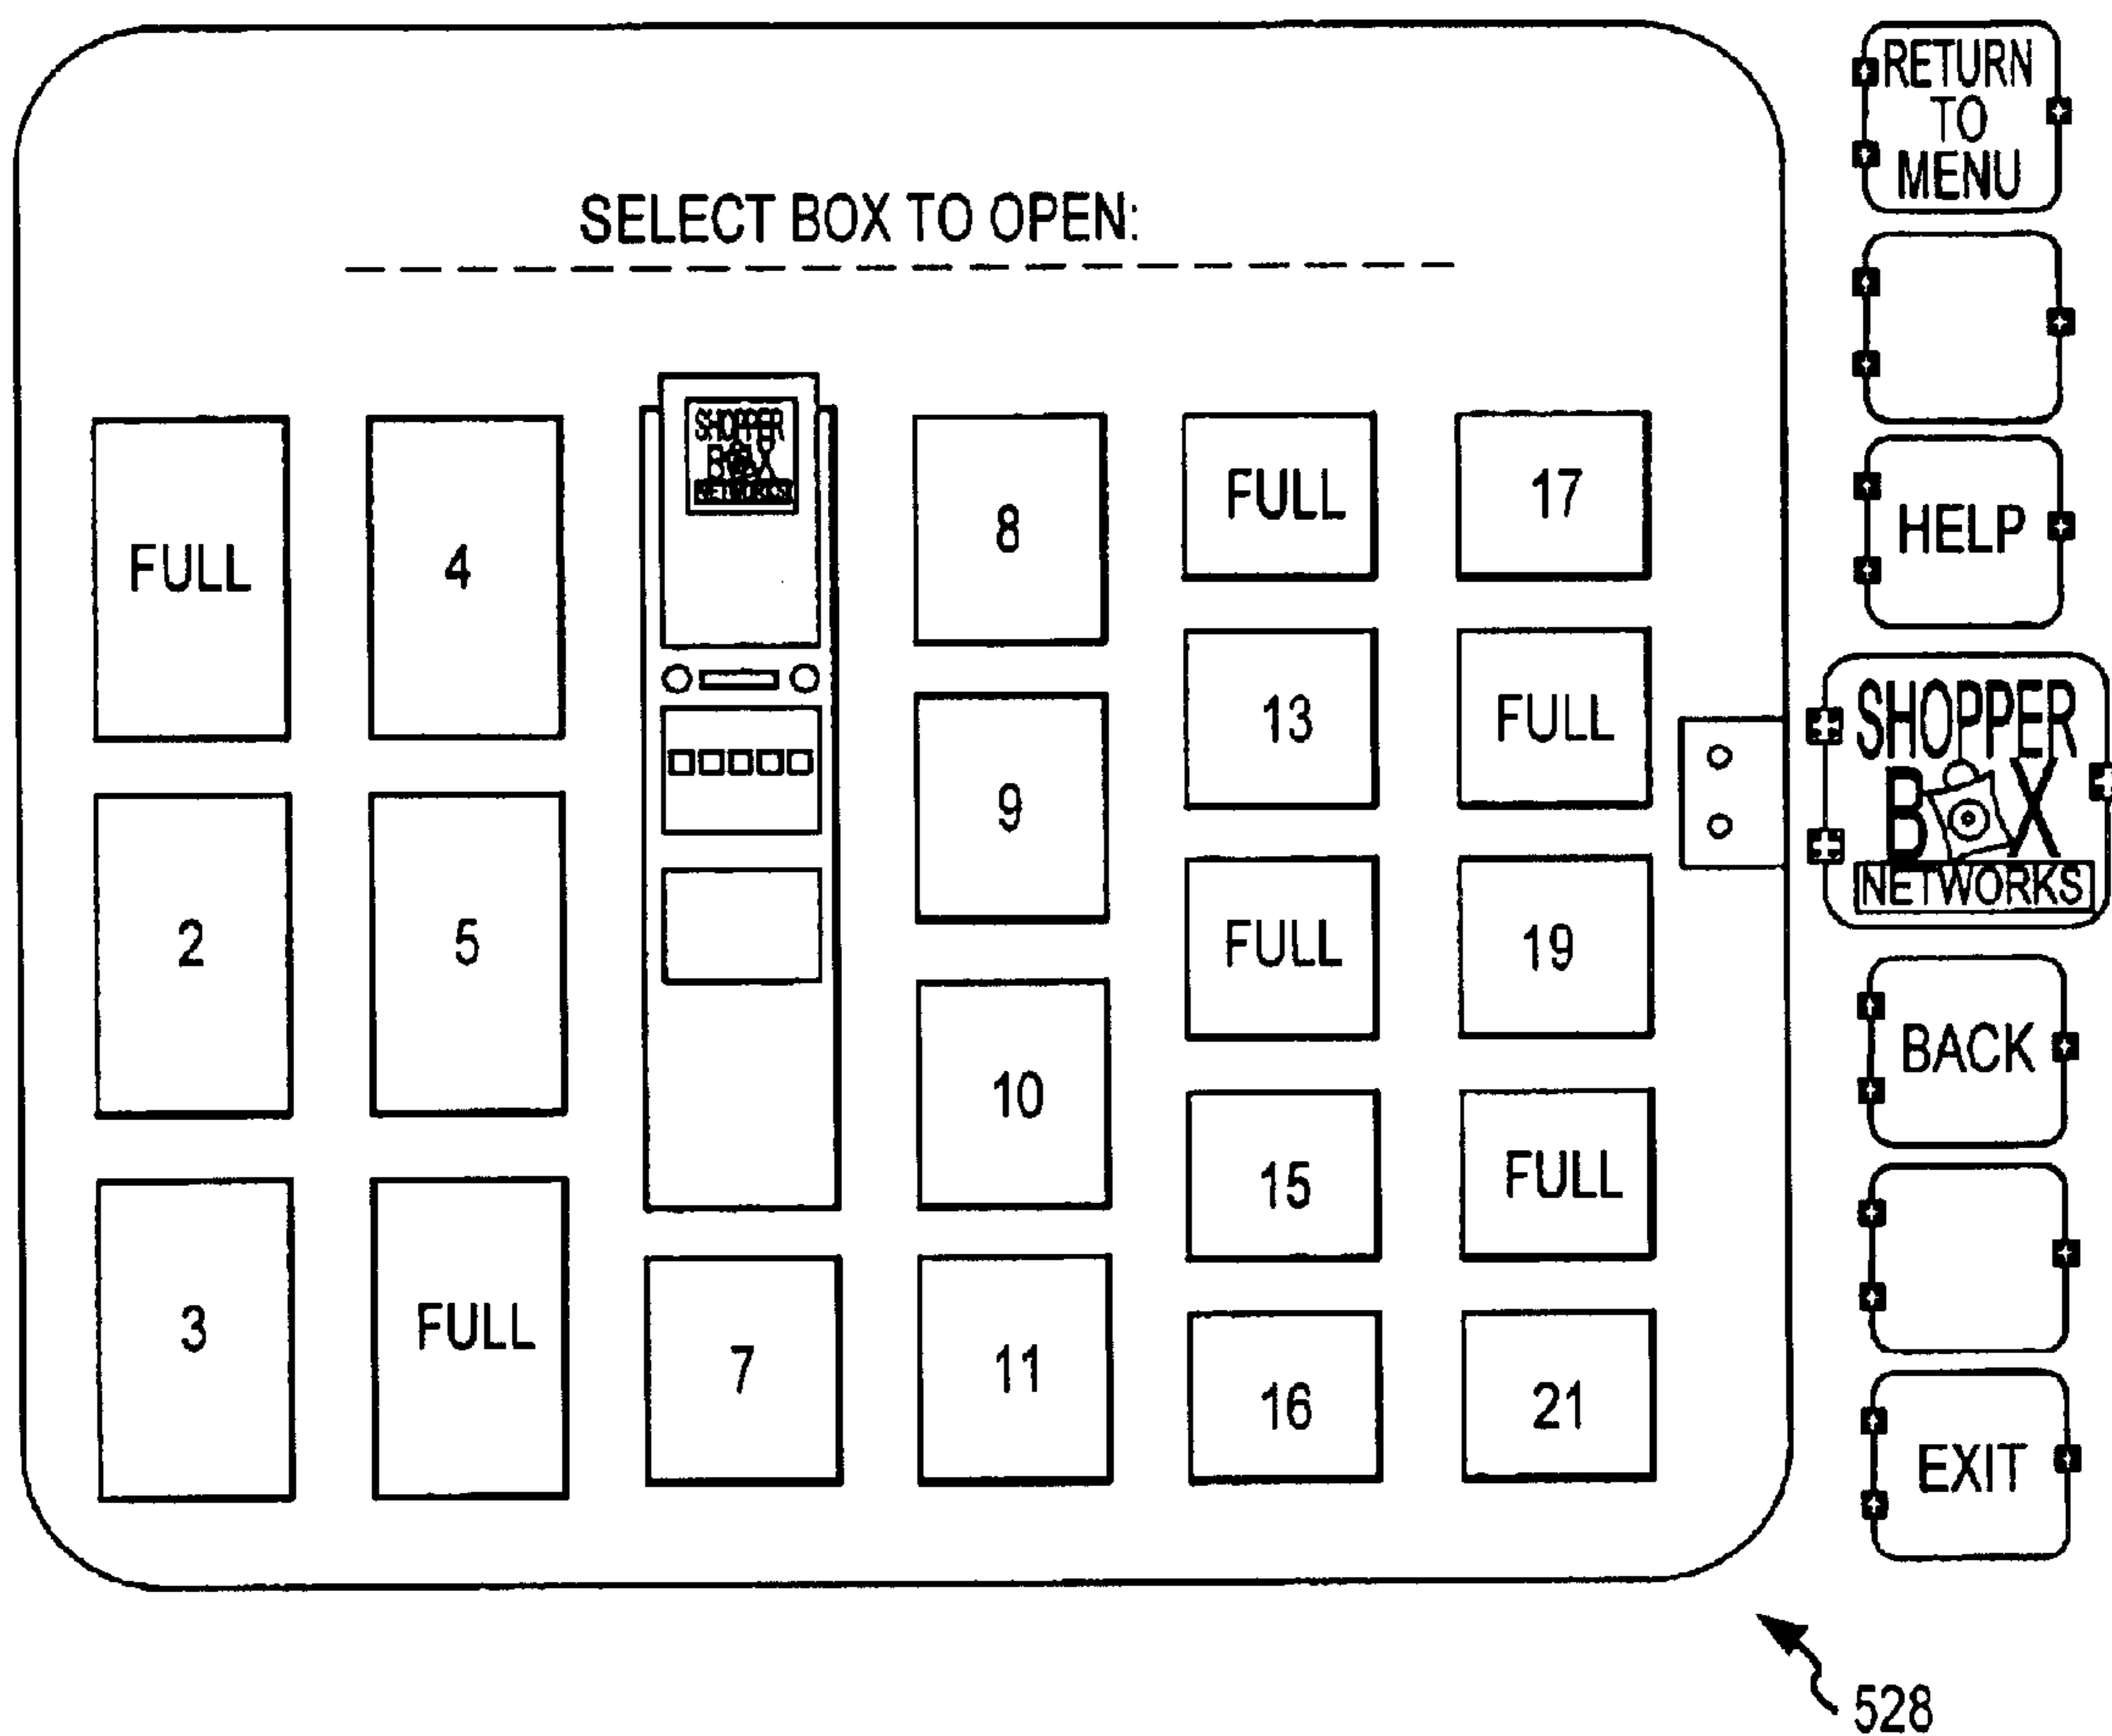 SELECT BOX TO OPEN:
FULL
2
3
4
5
FULL
SHOPPER
BOX
NETWORKS
7
8
9
10
11
FULL
13
FULL
15
16
17
FULL
19
FULL
21
RETURN
TO
MENU
HELP
SHOPPER
BOX
NETWORKS
BACK
EXIT
528